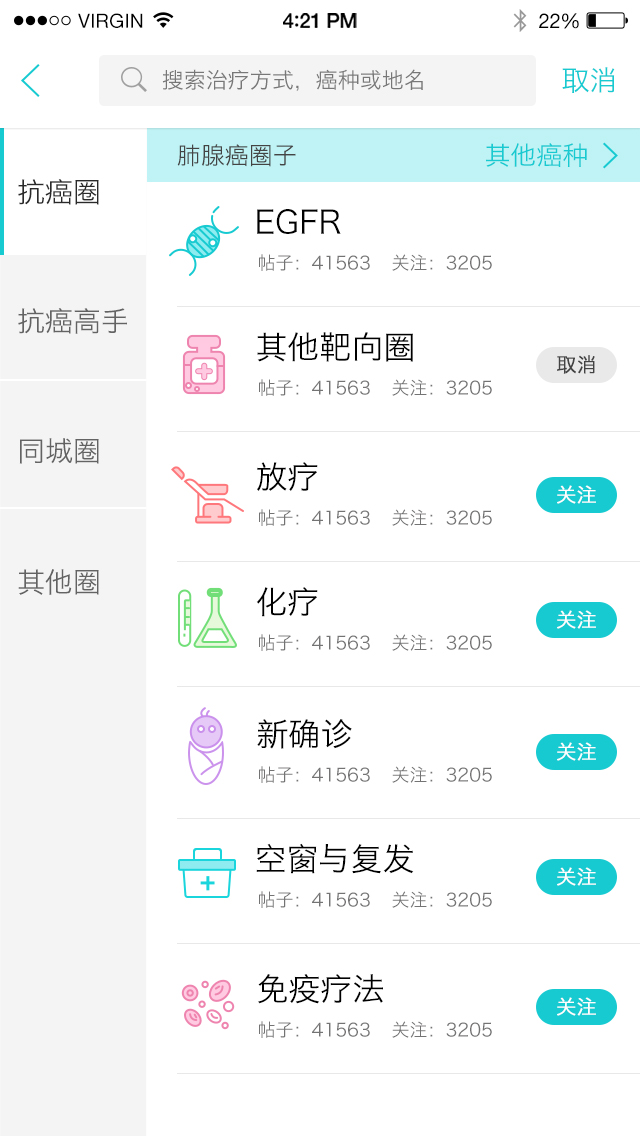 VIRGIN 4:21 PM 22%
搜索治疗方式，癌种或地名 取消
抗癌圈
抗癌高手
同城圈
其他圈
肺腺癌圈子 其他癌种
EGFR
帖子：41563 关注：3205
其他靶向圈
帖子：41563 关注：3205
取消
放疗
帖子：41563 关注：3205
关注
化疗
帖子：41563 关注：3205
关注
新确诊
帖子：41563 关注：3205
关注
空窗与复发
帖子：41563 关注：3205
关注
免疫疗法
帖子：41563 关注：3205
关注